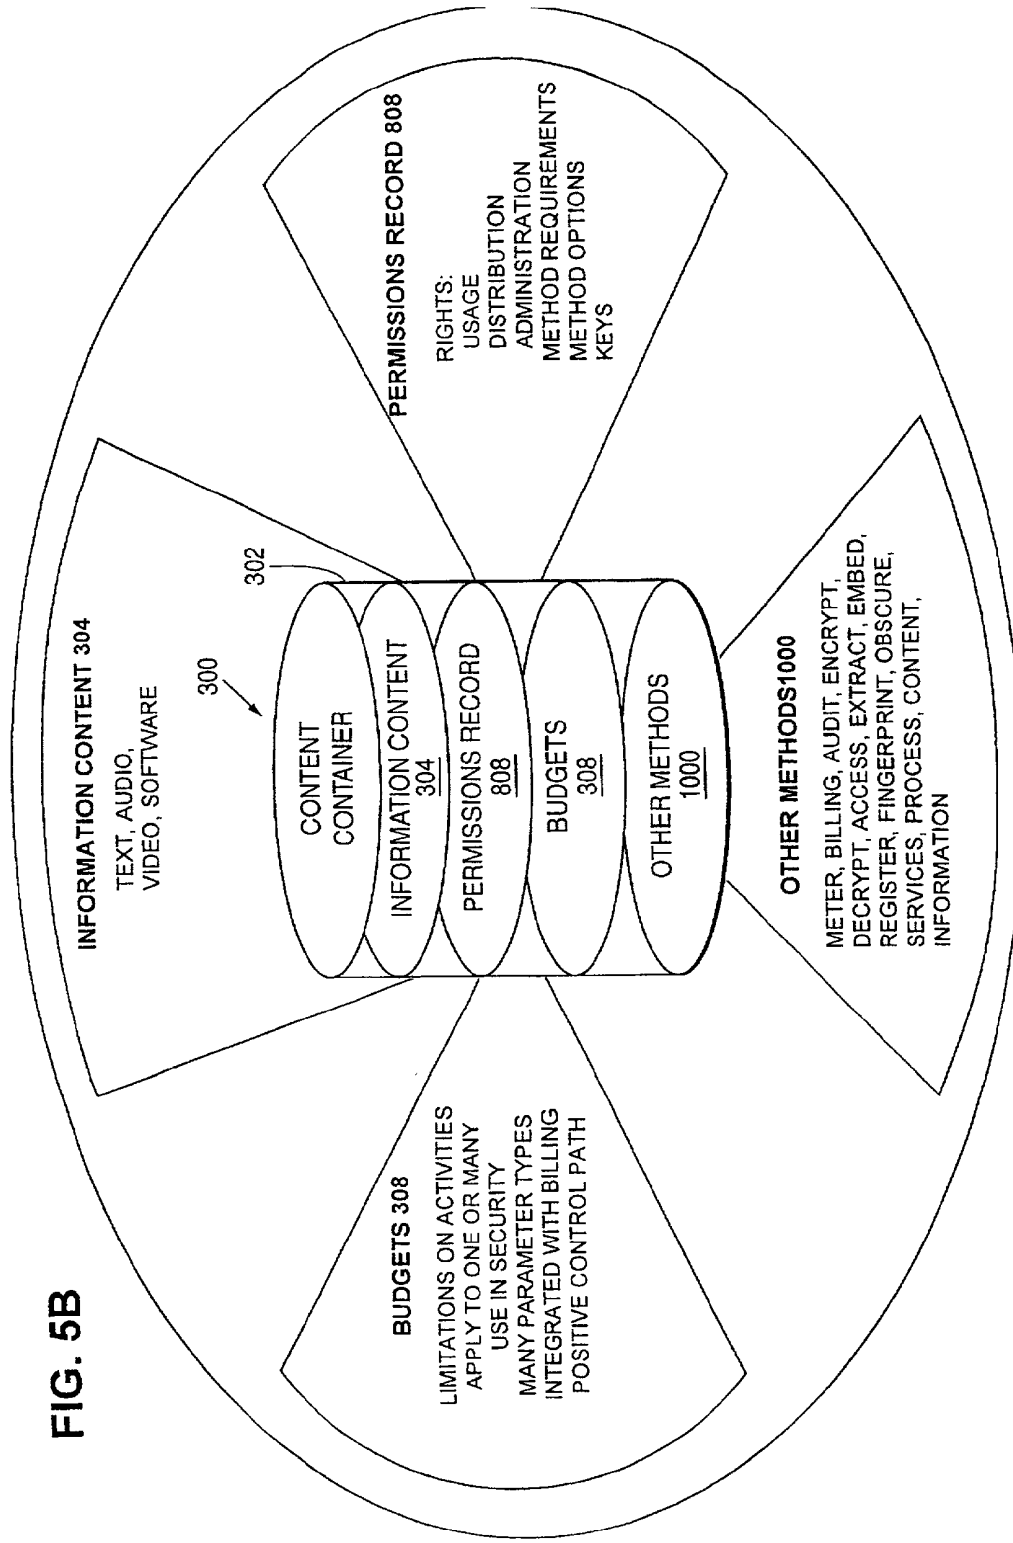 FIG. 5B
INFORMATION CONTENT 304
TEXT, AUDIO,
VIDEO, SOFTWARE
BUDGETS 308
LIMITATIONS ON ACTIVITIES
APPLY TO ONE OR MANY
USE IN SECURITY
MANY PARAMETER TYPES
INTEGRATED WITH BILLING
POSITIVE CONTROL PATH
300
302
CONTENT
CONTAINER
INFORMATION CONTENT
304
PERMISSIONS RECORD
808
BUDGETS
308
OTHER METHODS
1000
PERMISSIONS RECORD 808
RIGHTS:
USAGE
DISTRIBUTION
ADMINISTRATION
METHOD REQUIREMENTS
METHOD OPTIONS
KEYS
OTHER METHODS1000
METER, BILLING, AUDIT, ENCRYPT,
DECRYPT, ACCESS, EXTRACT, EMBED,
REGISTER, FINGERPRINT, OBSCURE,
SERVICES, PROCESS, CONTENT,
INFORMATION